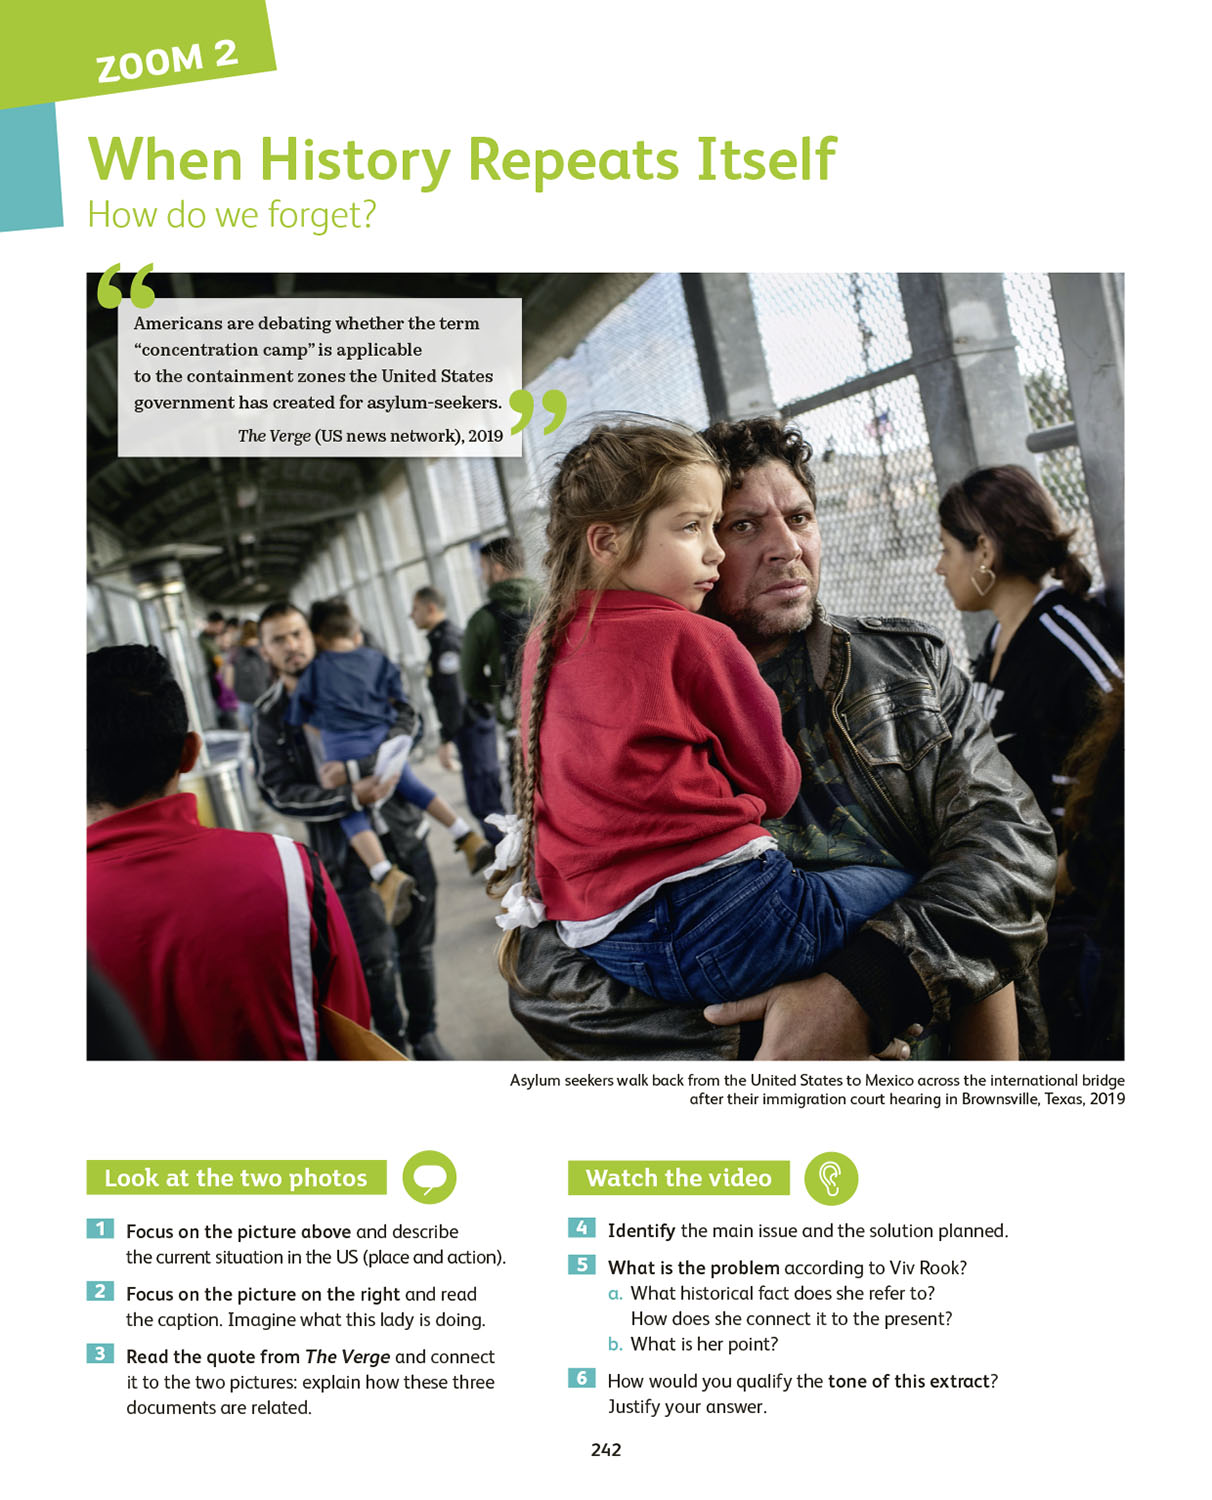 ZOOM 2
When History Repeats Itself
How do we forget?
“
Americans are debating whether the term
“concentration camp” is applicable
to the containment zones the United States
government has created for asylum-seekers.
”
The Verge (US news network), 2019
Asylum seekers walk back from the United States to Mexico across the international bridge
after their immigration court hearing in Brownsville, Texas, 2019
Look at the two photos
1 Focus on the picture above and describe
the current situation in the US (place and action).
2 Focus on the picture on the right and read
the caption. Imagine what this lady is doing.
3 Read the quote from The Verge and connect
it to the two pictures: explain how these three
documents are related.
Watch the video
4 Identify the main issue and the solution planned.
5 What is the problem according to Viv Rook?
a. What historical fact does she refer to?
How does she connect it to the present?
b. What is her point?
6 How would you qualify the tone of this extract?
Justify your answer.
242